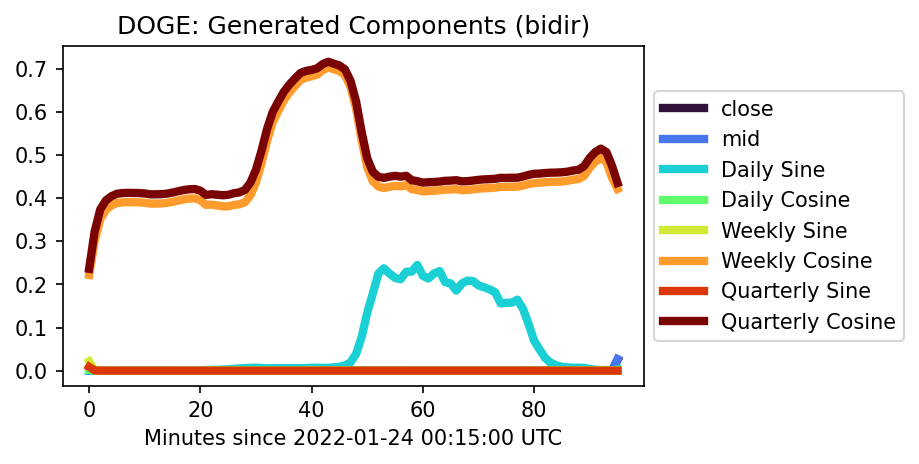 DOGE: Generated Components (bidir)
0.7
0.6
0.5
0.4
0.3
0.2
0.1
0.0
0 20 40 60 80
Minutes since 2022-01-24 00:15:00 UTC
close
mid
Daily Sine
Daily Cosine
Weekly Sine
Weekly Cosine
Quarterly Sine
Quarterly Cosine